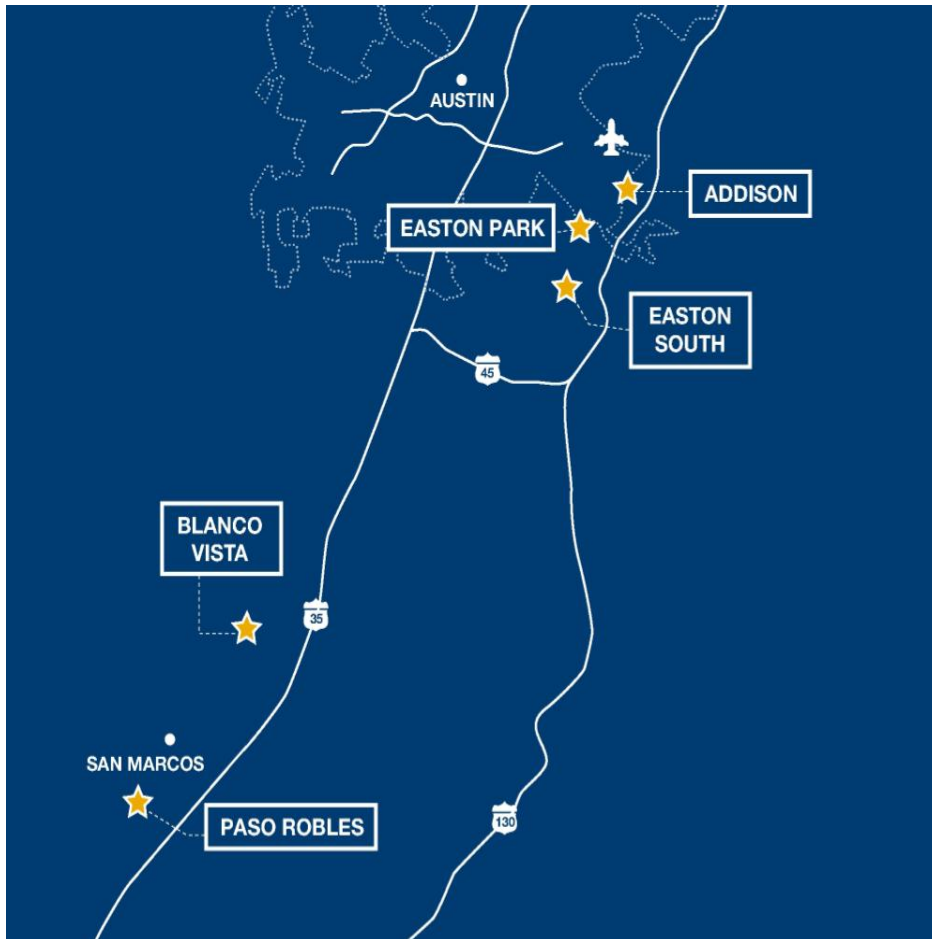 AUSTIN
ADDISON
EASTON PARK
EASTON
SOUTH
45
BLANCO
VISTA
35
SAN MARCOS
PASO ROBLES
130